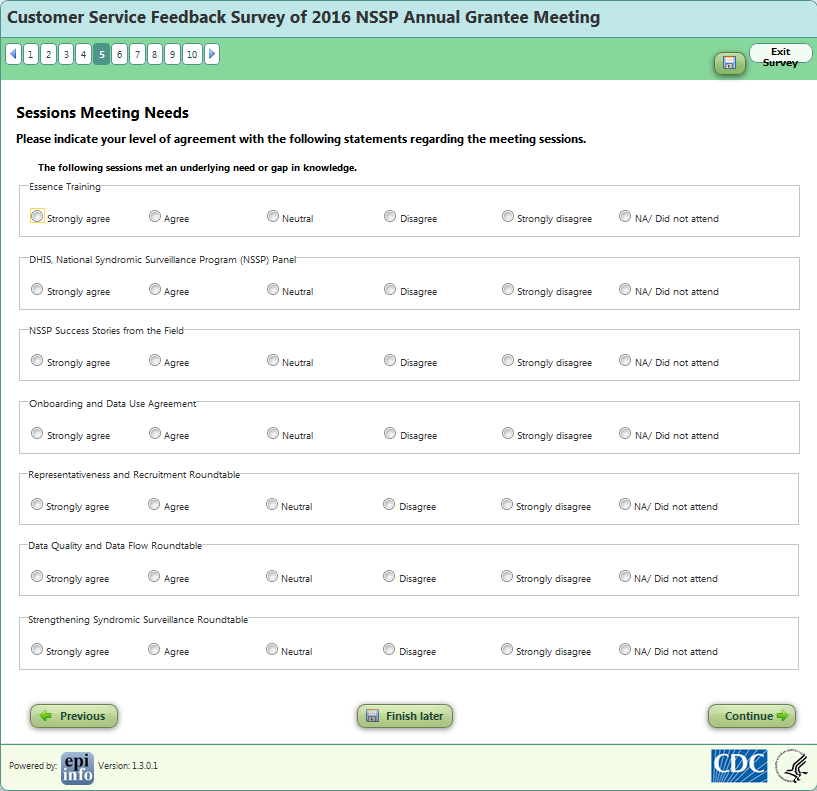 Customer Service Feedback Survey of 2016 NSSP Annual Grantee Meeting
1 2 3 4 5 6 7 8 9 10
Exit
Survey
Sessions Meeting Needs
Please indicate your level of agreement with the following statements regarding the meeting sessions.
The following sessions met an underlying need or gap in knowledge.
Essence Training
Strongly agree Agree Neutral Disagree Strongly disagree NA/ Did not attend
DHIS, National Syndromic Surveillance Program (NSSP) Panel
Strongly agree Agree Neutral Disagree Strongly disagree NA/ Did not attend
NSSP Success Stories from the Field
Strongly agree Agree Neutral Disagree Strongly disagree NA/ Did not attend
Onboarding and Data Use Agreement
Strongly agree Agree Neutral Disagree Strongly disagree NA/ Did not attend
Representativeness and Recruitment Roundtable
Strongly agree Agree Neutral Disagree Strongly disagree NA/ Did not attend
Data Quality and Data Flow Roundtable
Strongly agree Agree Neutral Disagree Strongly disagree NA/ Did not attend
Strengthening Syndromic Surveillance Roundtable
Strongly agree Agree Neutral Disagree Strongly disagree NA/ Did not attend
Previous Finish later Continue
Powered by: epi info Version: 1.3.0.1 CDC